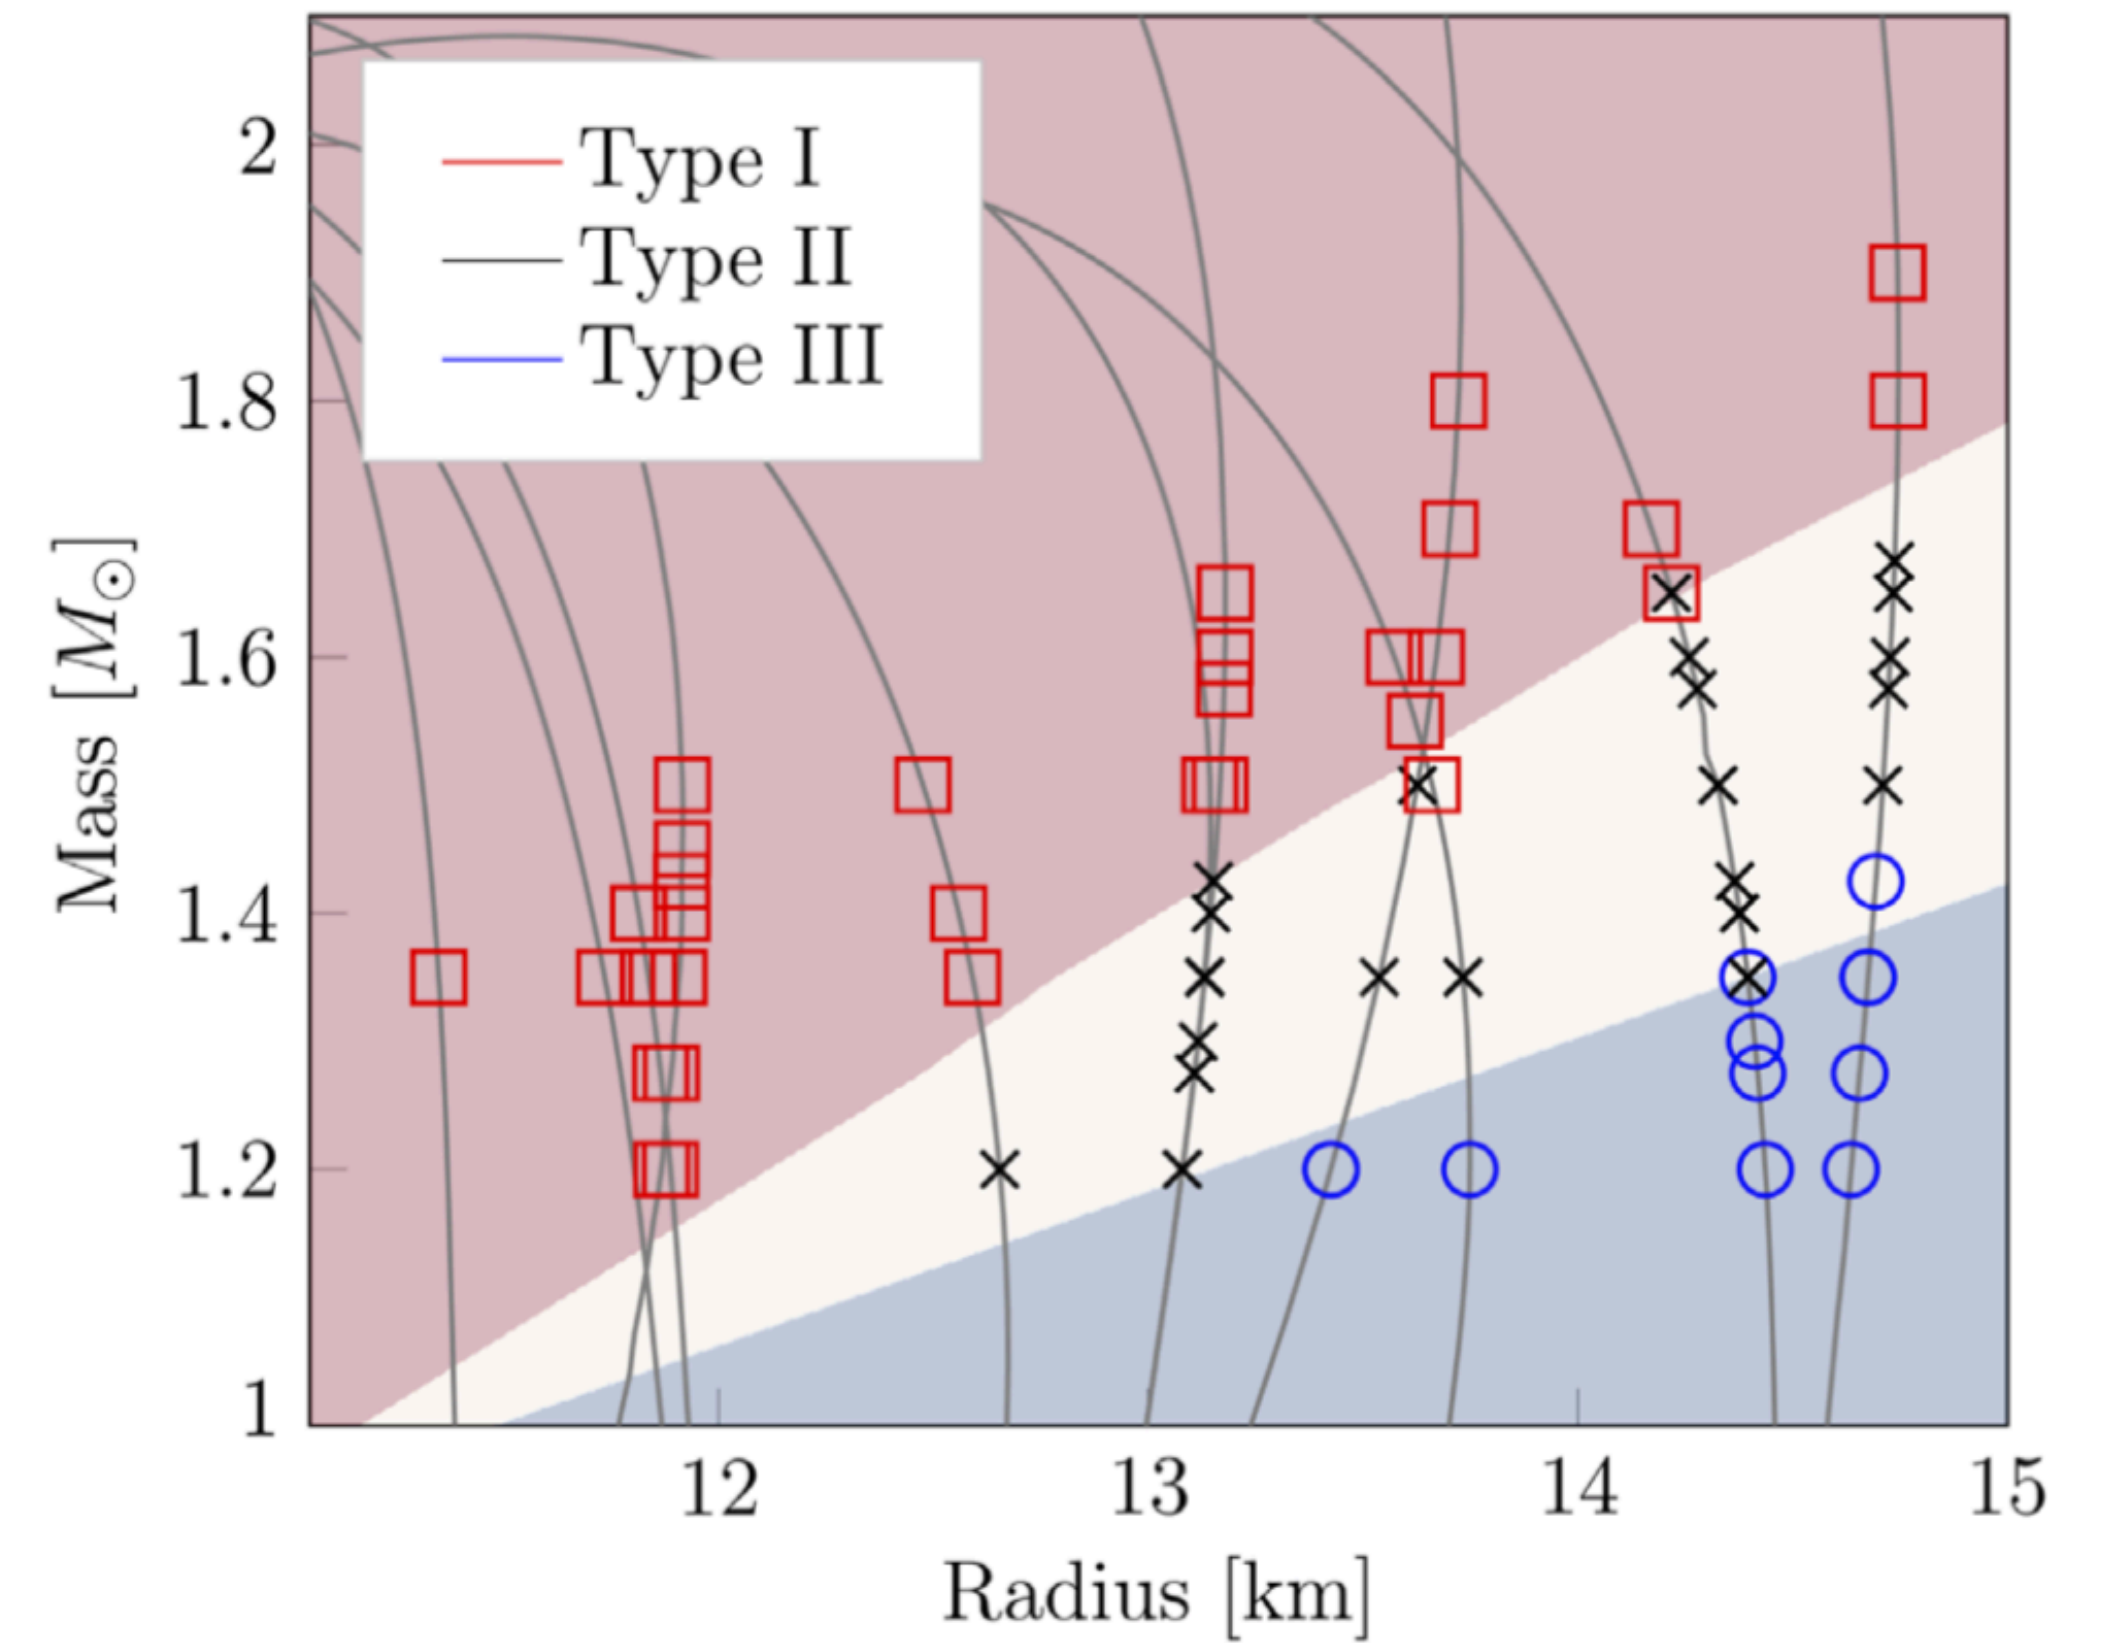 Type I
Type II
Type III
2
1.8
1.6
1.4
1.2
1
Mass [M⊙]
12 13 14 15
Radius [km]